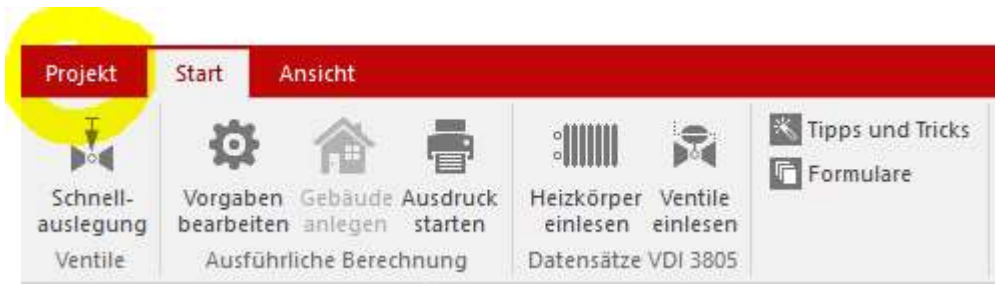 Projekt Start Ansicht
Schnell-
auslegung
Vorgaben
bearbeiten
Gebäude
anlegen
Ausdruck
starten
Heizkörper
einlesen
Ventile
einlesen
Tipps und Tricks
Formulare
Ventile
Ausführliche Berechnung
Datensätze VDI 3805